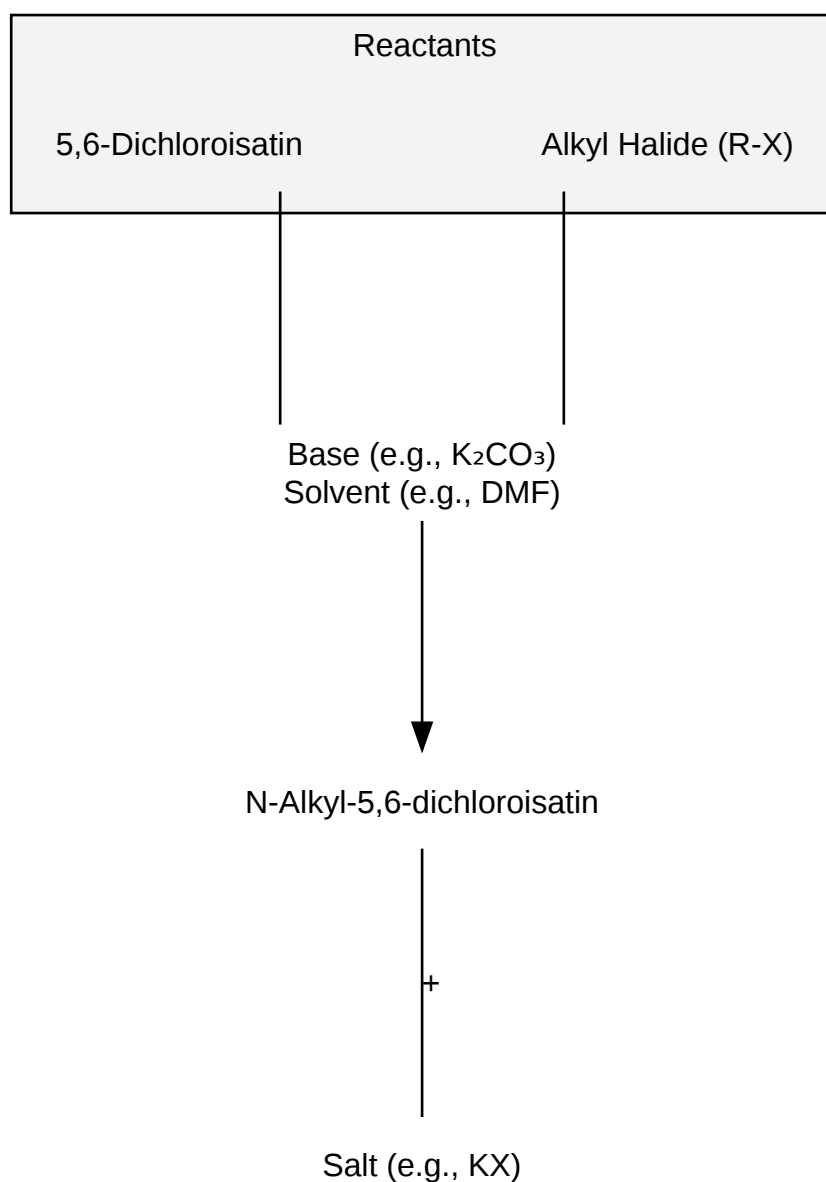 Reactants
5,6-Dichloroisatin
Alkyl Halide (R-X)
Base (e.g., K₂CO₃)
Solvent (e.g., DMF)
N-Alkyl-5,6-dichloroisatin
+
Salt (e.g., KX)